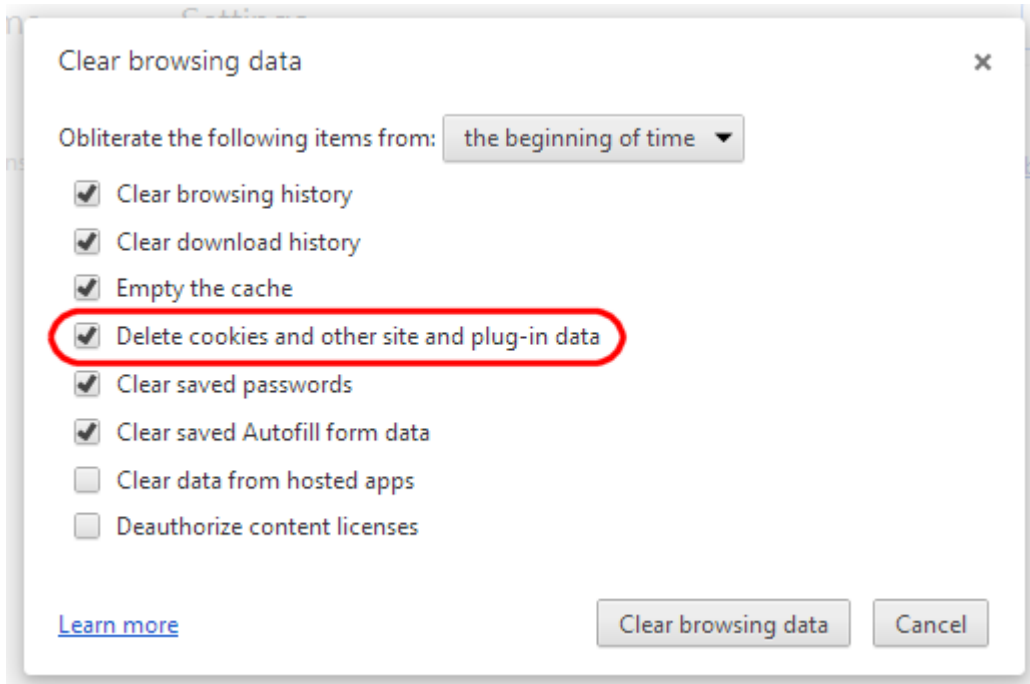 Settings
Clear browsing data
Obliterate the following items from: the beginning of time
Clear browsing history
Clear download history
Empty the cache
Delete cookies and other site and plug-in data
Clear saved passwords
Clear saved Autofill form data
Clear data from hosted apps
Deauthorize content licenses
Learn more Clear browsing data Cancel